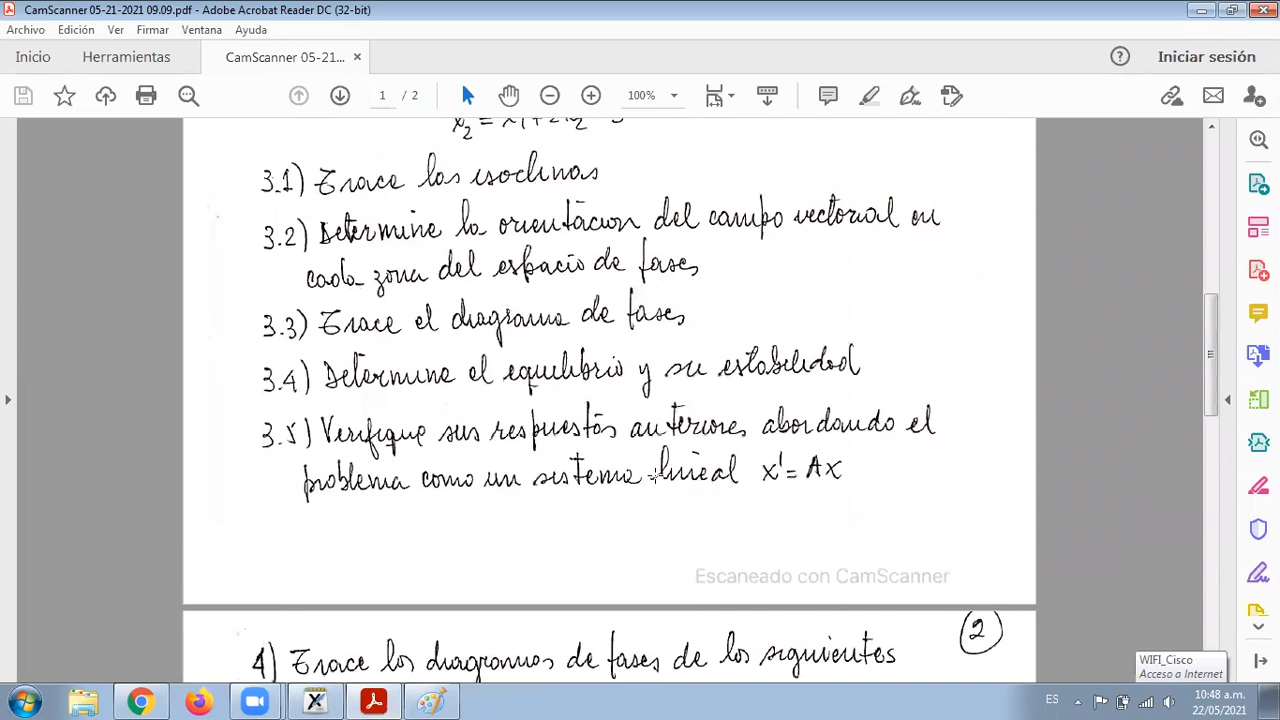 CamScanner 05-21-2021 09.09.pdf - Adobe Acrobat Reader DC (32-bit)
Archivo Edición Ver Firmar Ventana Ayuda
Inicio Herramientas CamScanner 05-21... × Iniciar sesión
1 / 2 100%
3.1) Trace las isoclinas
3.2) Determine la orientación del campo vectorial en
cada zona del espacio de fases
3.3) Trace el diagrama de fases
3.4) Determine el equilibrio y su estabilidad
3.5) Verifique sus respuestas anteriores abordando el
problema como un sistema lineal x' = Ax
Escaneado con CamScanner
2
4) Trace los diagramas de fases de los siguientes
WIFI_Cisco
Acceso a Internet
ES 10:48 a.m.
22/05/2021